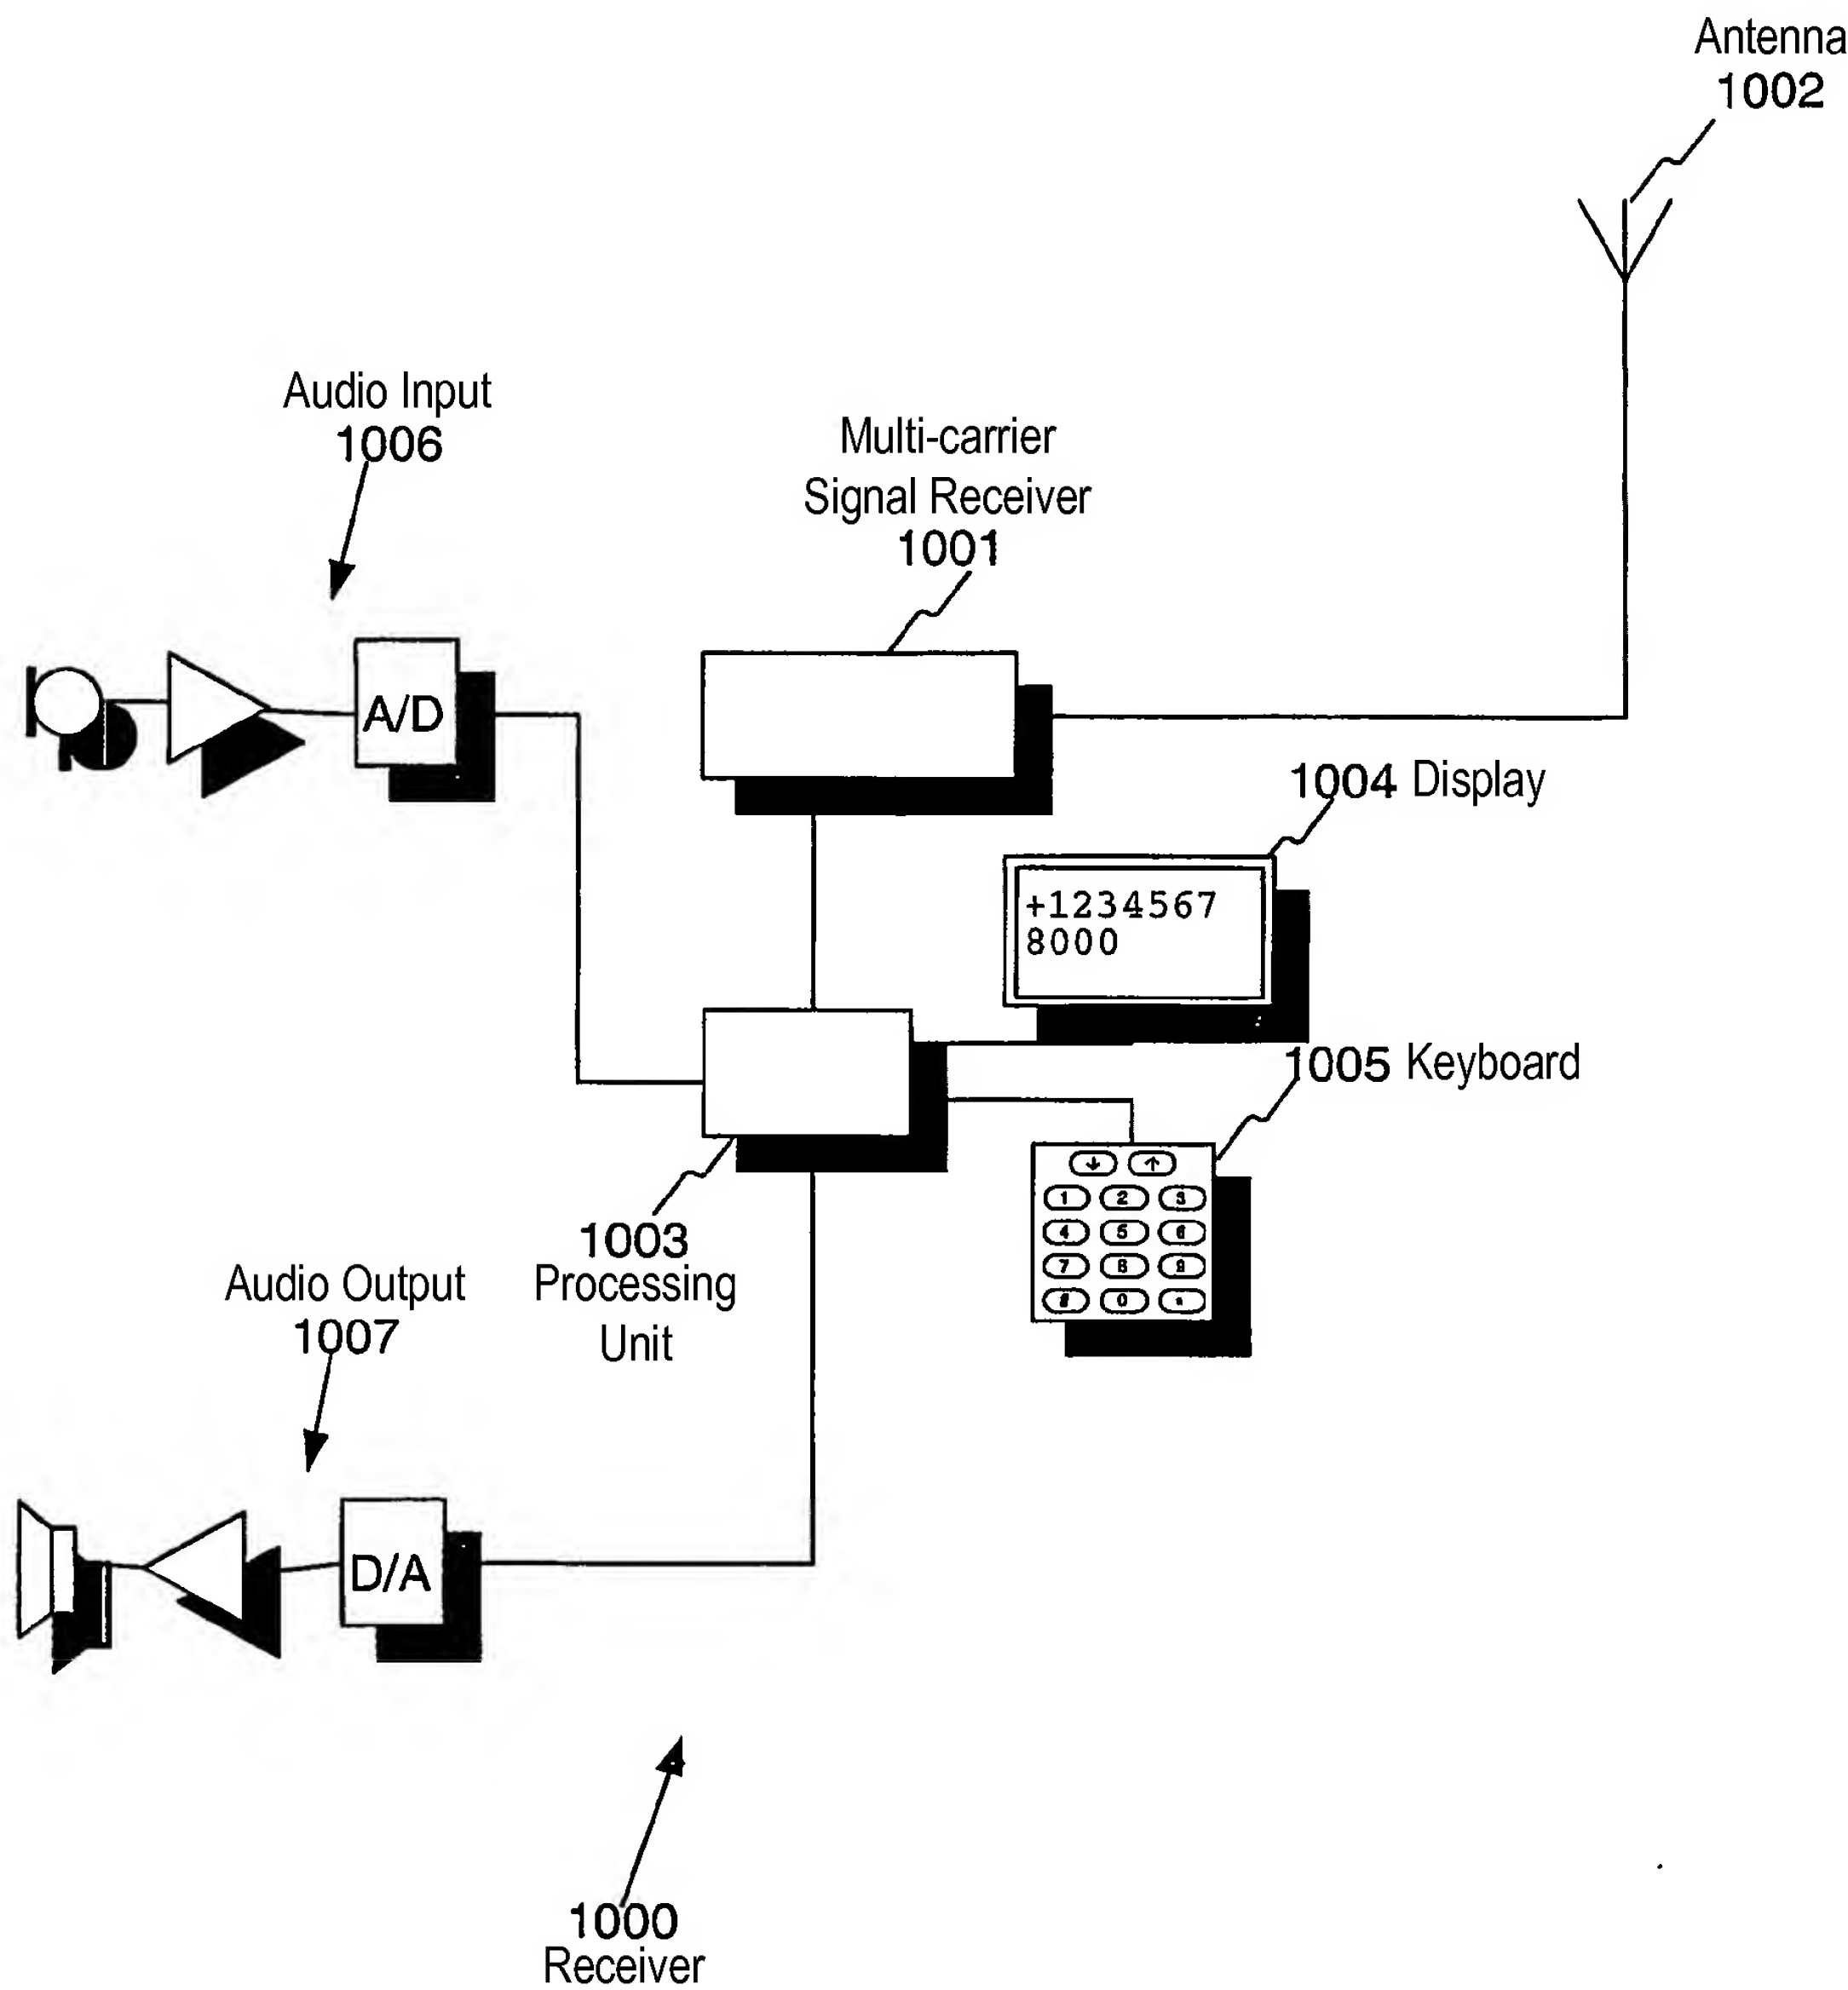 Antenna
1002
Audio Input
1006
Multi-carrier
Signal Receiver
1001
A/D
1004 Display
+1234567
8000
1005 Keyboard
1 2 3
4 5 6
7 8 9
# 0 *
1003
Processing
Unit
Audio Output
1007
D/A
1000
Receiver